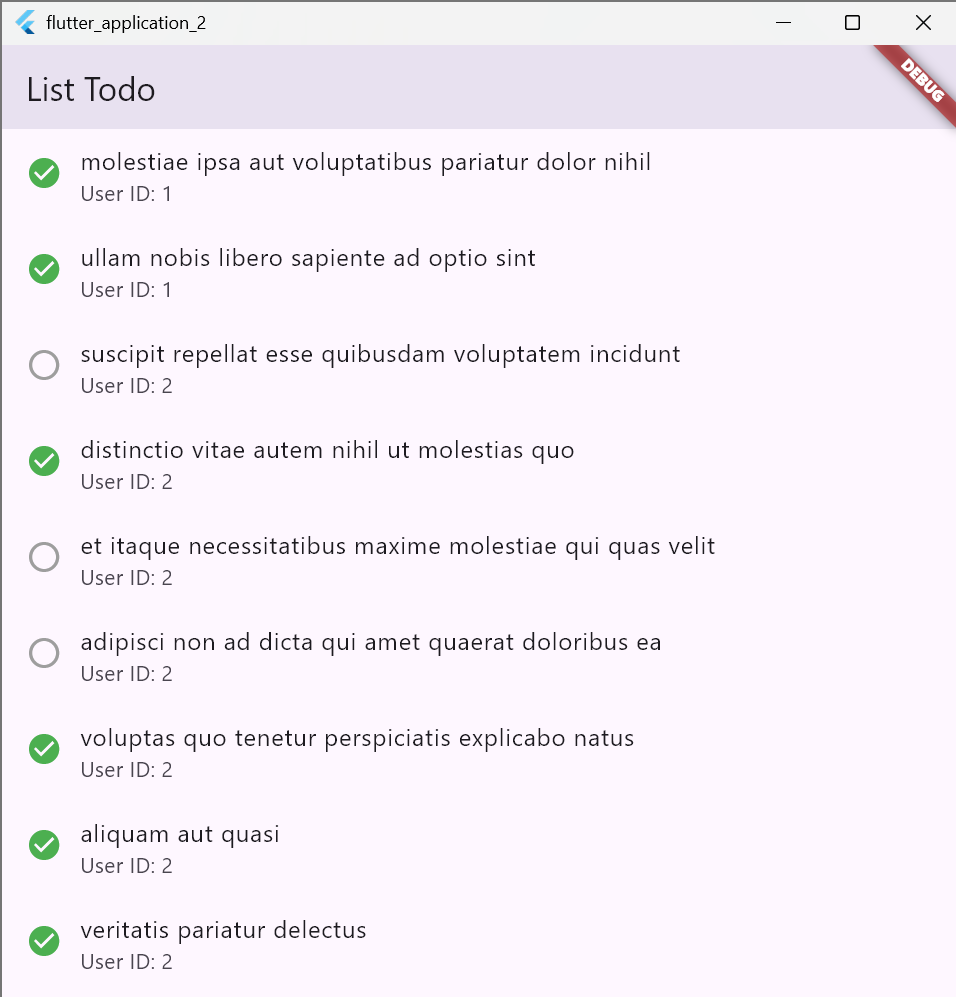 flutter_application_2
List Todo
DEBUG
molestiae ipsa aut voluptatibus pariatur dolor nihil
User ID: 1
ullam nobis libero sapiente ad optio sint
User ID: 1
suscipit repellat esse quibusdam voluptatem incidunt
User ID: 2
distinctio vitae autem nihil ut molestias quo
User ID: 2
et itaque necessitatibus maxime molestiae qui quas velit
User ID: 2
adipisci non ad dicta qui amet quaerat doloribus ea
User ID: 2
voluptas quo tenetur perspiciatis explicabo natus
User ID: 2
aliquam aut quasi
User ID: 2
veritatis pariatur delectus
User ID: 2